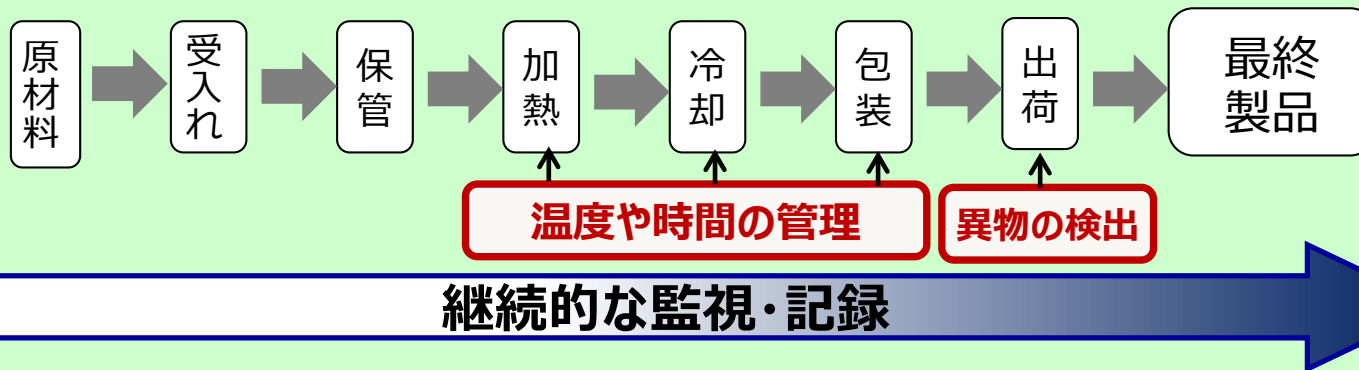 原材料
受入れ
保管
加熱
冷却
包装
出荷
最終
製品
温度や時間の管理
異物の検出
継続的な監視・記録